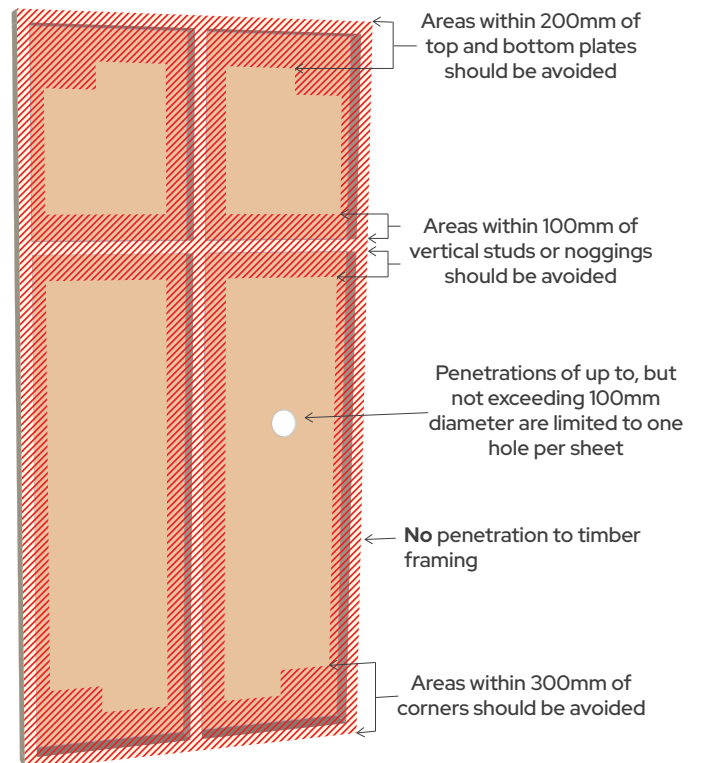 Areas within 200mm of
top and bottom plates
should be avoided
Areas within 100mm of
vertical studs or noggings
should be avoided
Penetrations of up to, but
not exceeding 100mm
diameter are limited to one
hole per sheet
No penetration to timber
framing
Areas within 300mm of
corners should be avoided